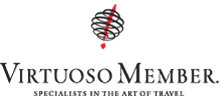 VIRTUOSO MEMBER.
SPECIALISTS IN THE ART OF TRAVEL